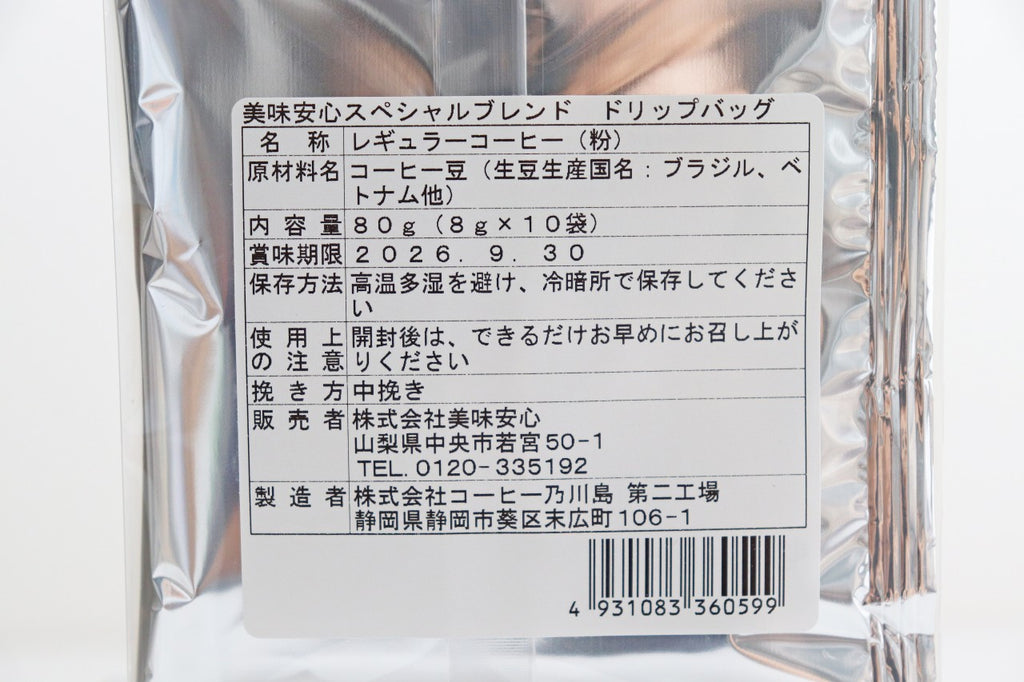 美味安心スペシャルブレンド　ドリップバッグ
名称 レギュラーコーヒー（粉）
原材料名 コーヒー豆（生豆生産国名：ブラジル、ベ
トナム他）
内容量 80g（8g×10袋）
賞味期限 2026．9．30
保存方法 高温多湿を避け、冷暗所で保存してくださ
い
使用上 開封後は、できるだけお早めにお召し上が
の注意 りください
挽き方 中挽き
販売者 株式会社美味安心
山梨県中央市若宮50-1
TEL.0120-335192
製造者 株式会社コーヒー乃川島 第二工場
静岡県静岡市葵区末広町106-1
4 931083 360599